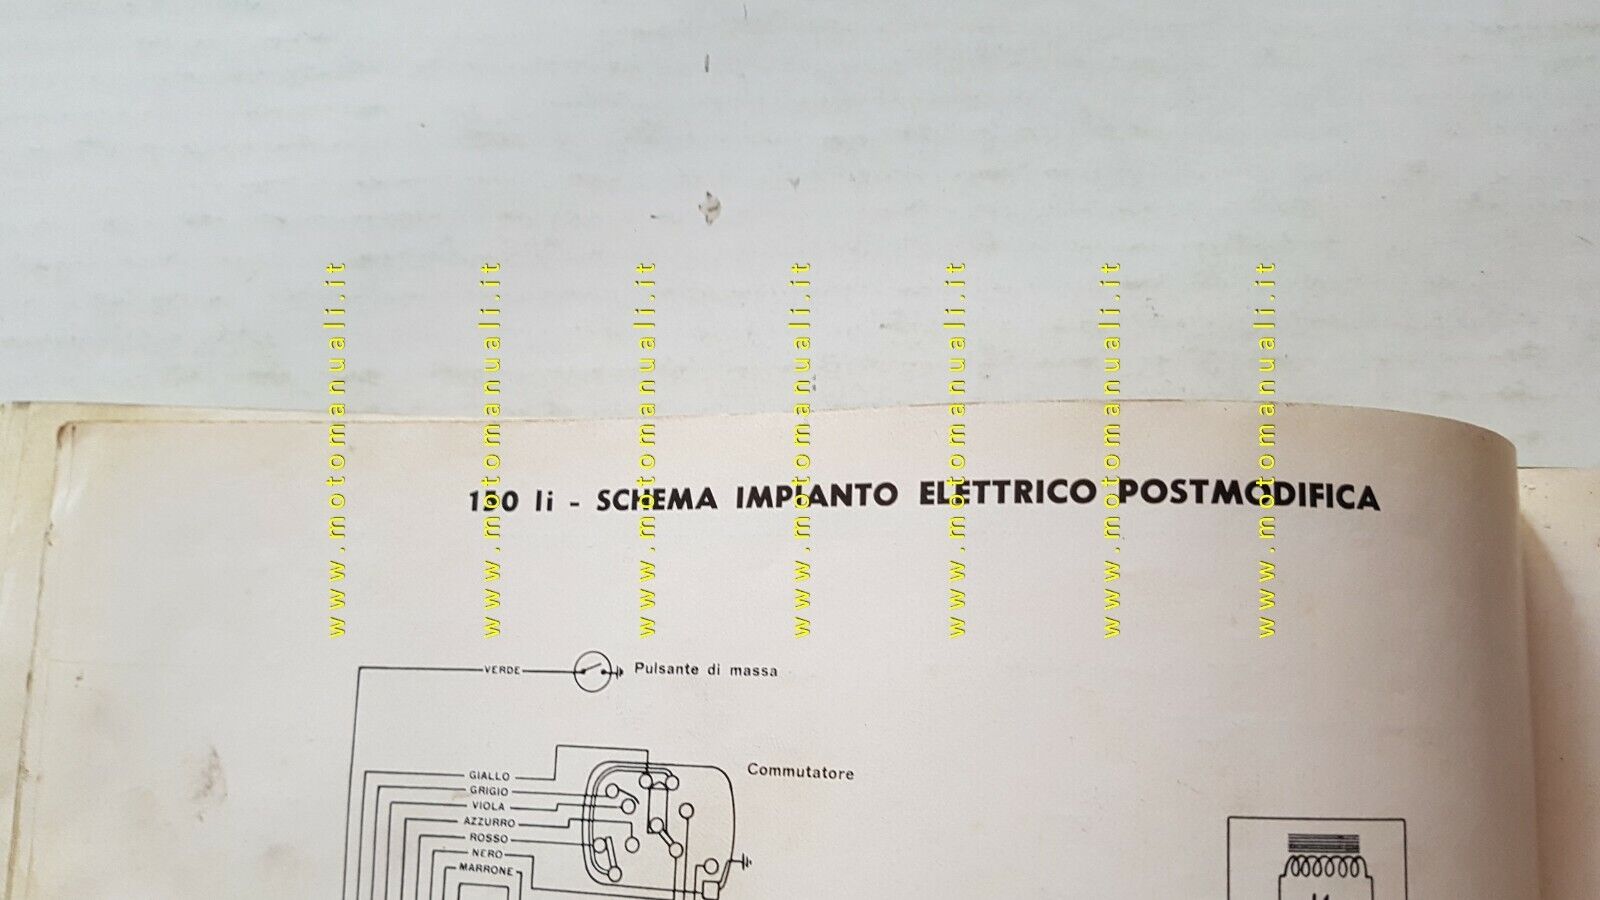 www.motomanuali.it
www.motomanuali.it
www.motomanuali.it
www.motomanuali.it
www.motomanuali.it
www.motomanuali.it
www.motomanuali.it
150 li - SCHEMA IMPIANTO ELETTRICO POSTMODIFICA
VERDE
Pulsante di massa
Commutatore
GIALLO
GRIGIO
VIOLA
AZZURRO
ROSSO
NERO
MARRONE